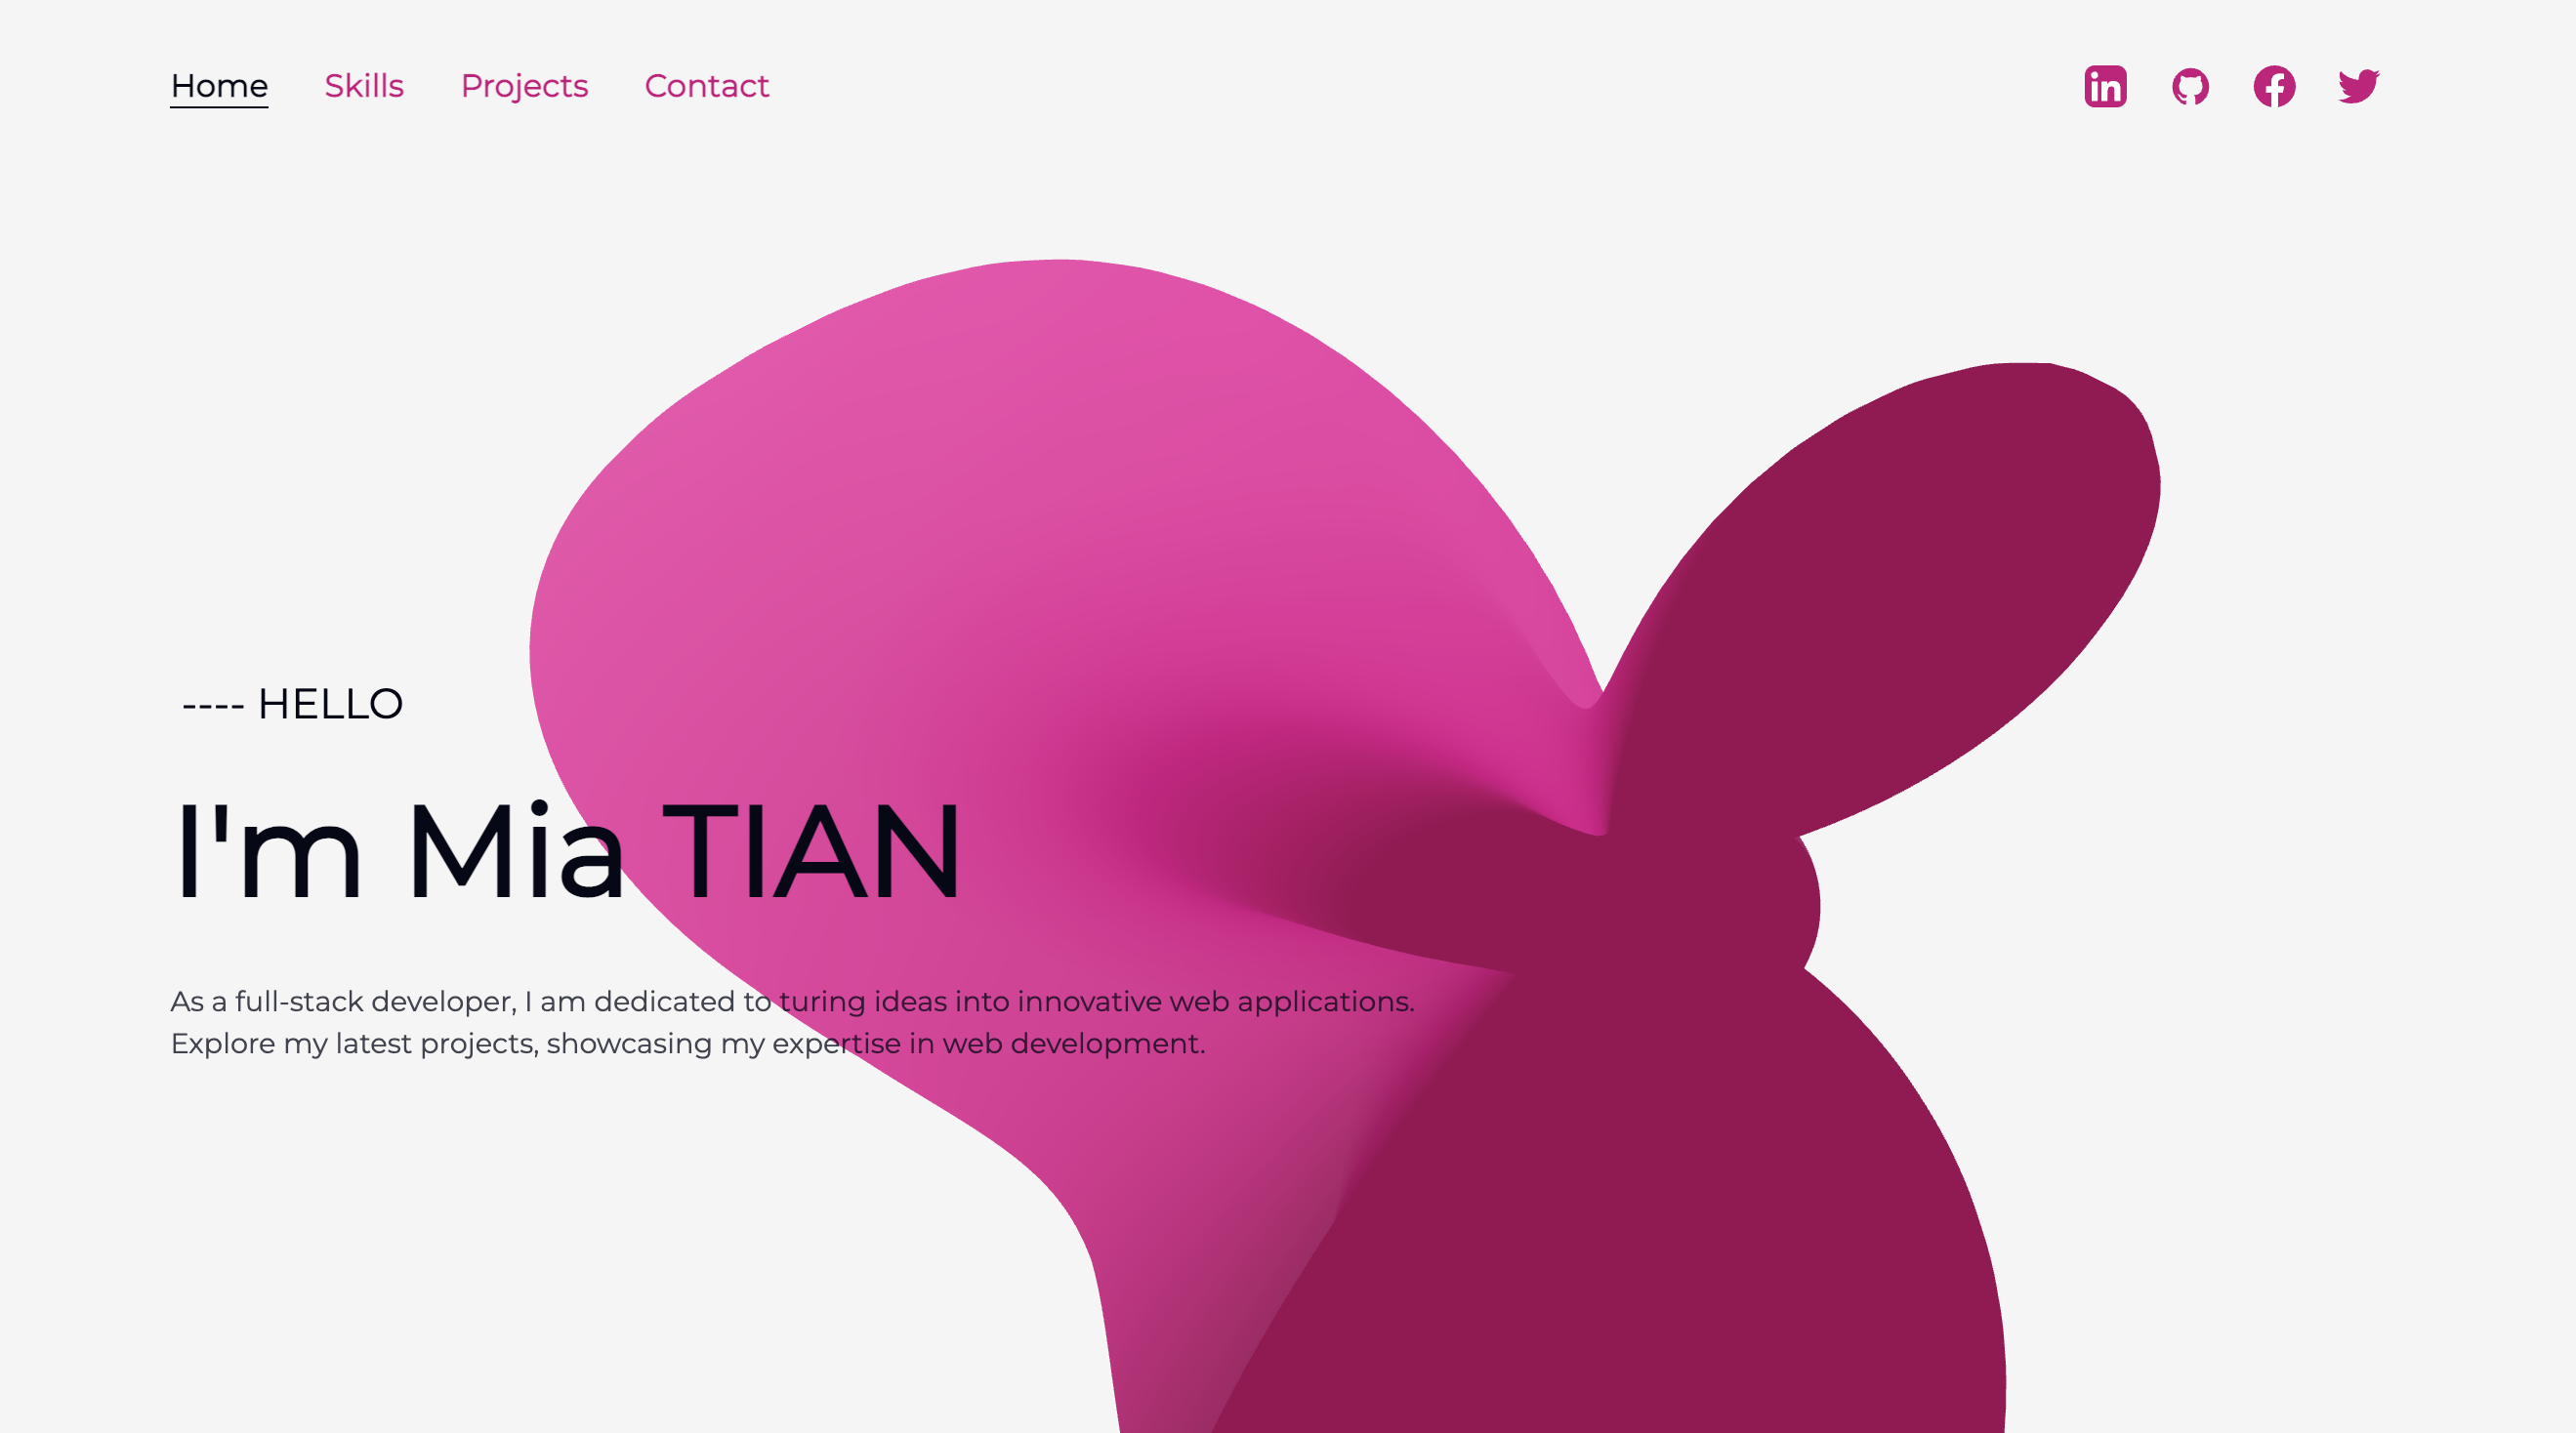 Home Skills Projects Contact
in
---- HELLO
I'm Mia TIAN
As a full-stack developer, I am dedicated to turing ideas into innovative web applications.
Explore my latest projects, showcasing my expertise in web development.